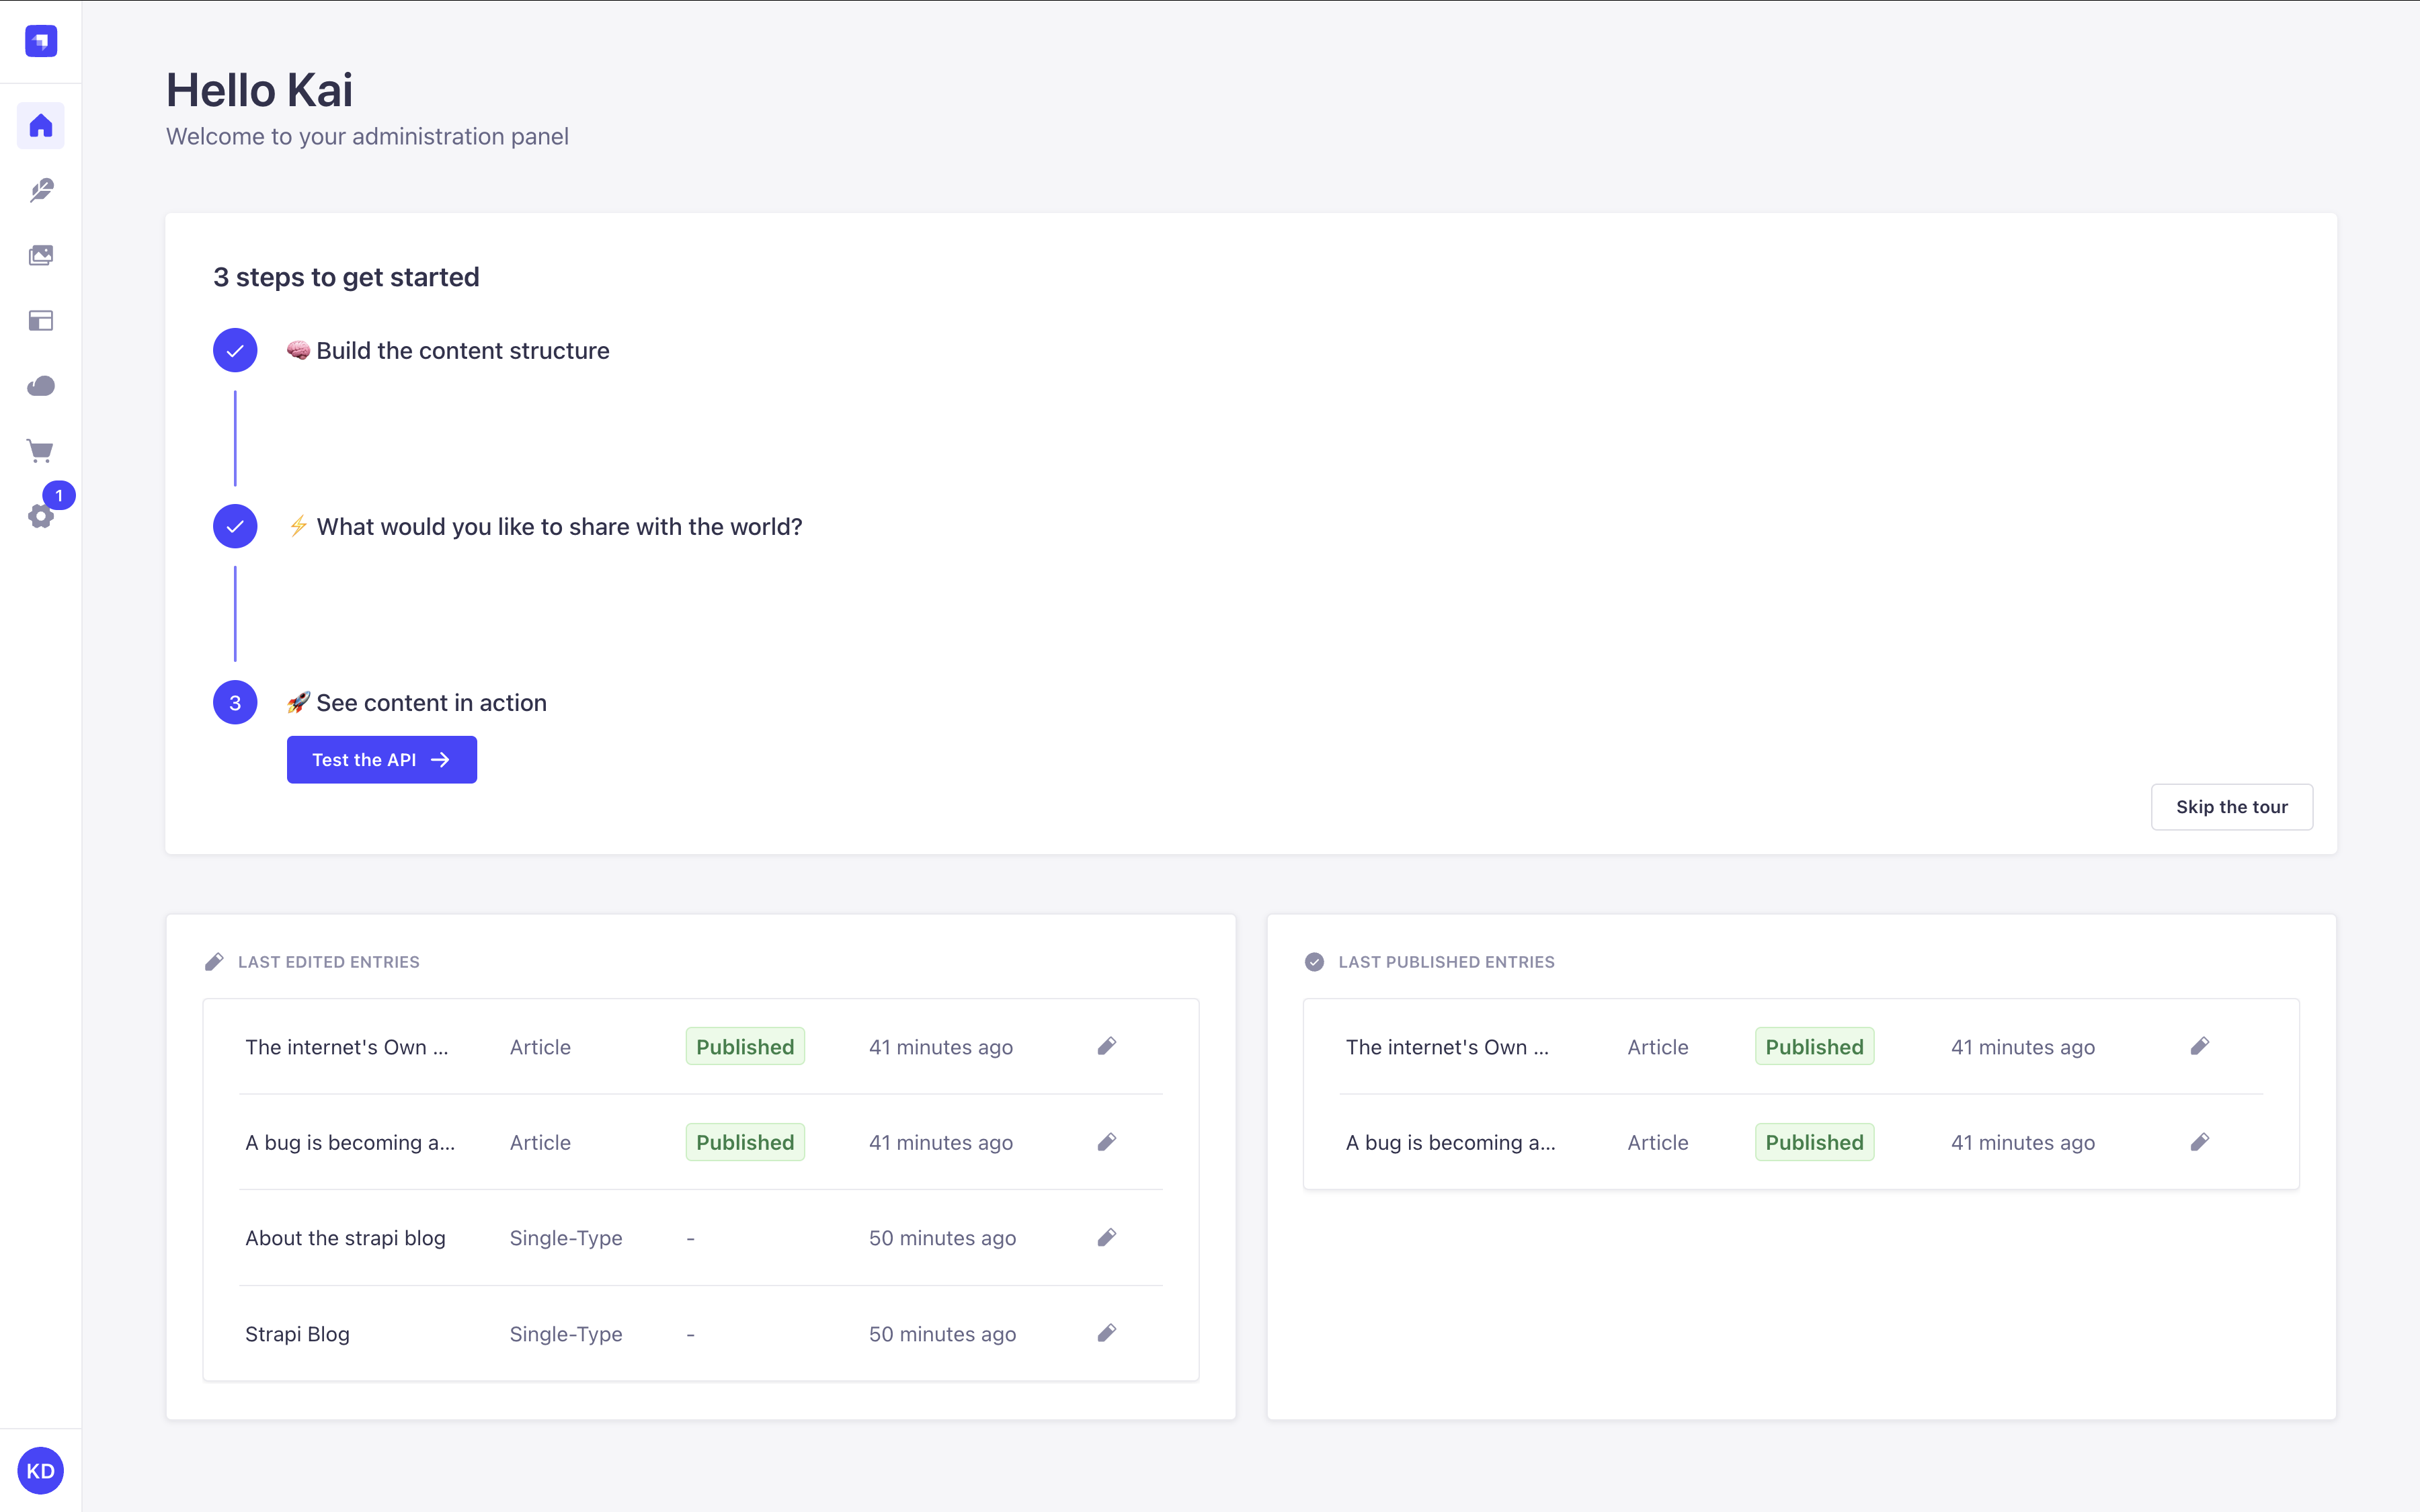 Hello Kai
Welcome to your administration panel
3 steps to get started
🧠 Build the content structure
⚡ What would you like to share with the world?
3 🚀 See content in action
Test the API
Skip the tour
1
LAST EDITED ENTRIES
The internet's Own ... Article Published 41 minutes ago
A bug is becoming a... Article Published 41 minutes ago
About the strapi blog Single-Type - 50 minutes ago
Strapi Blog Single-Type - 50 minutes ago
LAST PUBLISHED ENTRIES
The internet's Own ... Article Published 41 minutes ago
A bug is becoming a... Article Published 41 minutes ago
KD